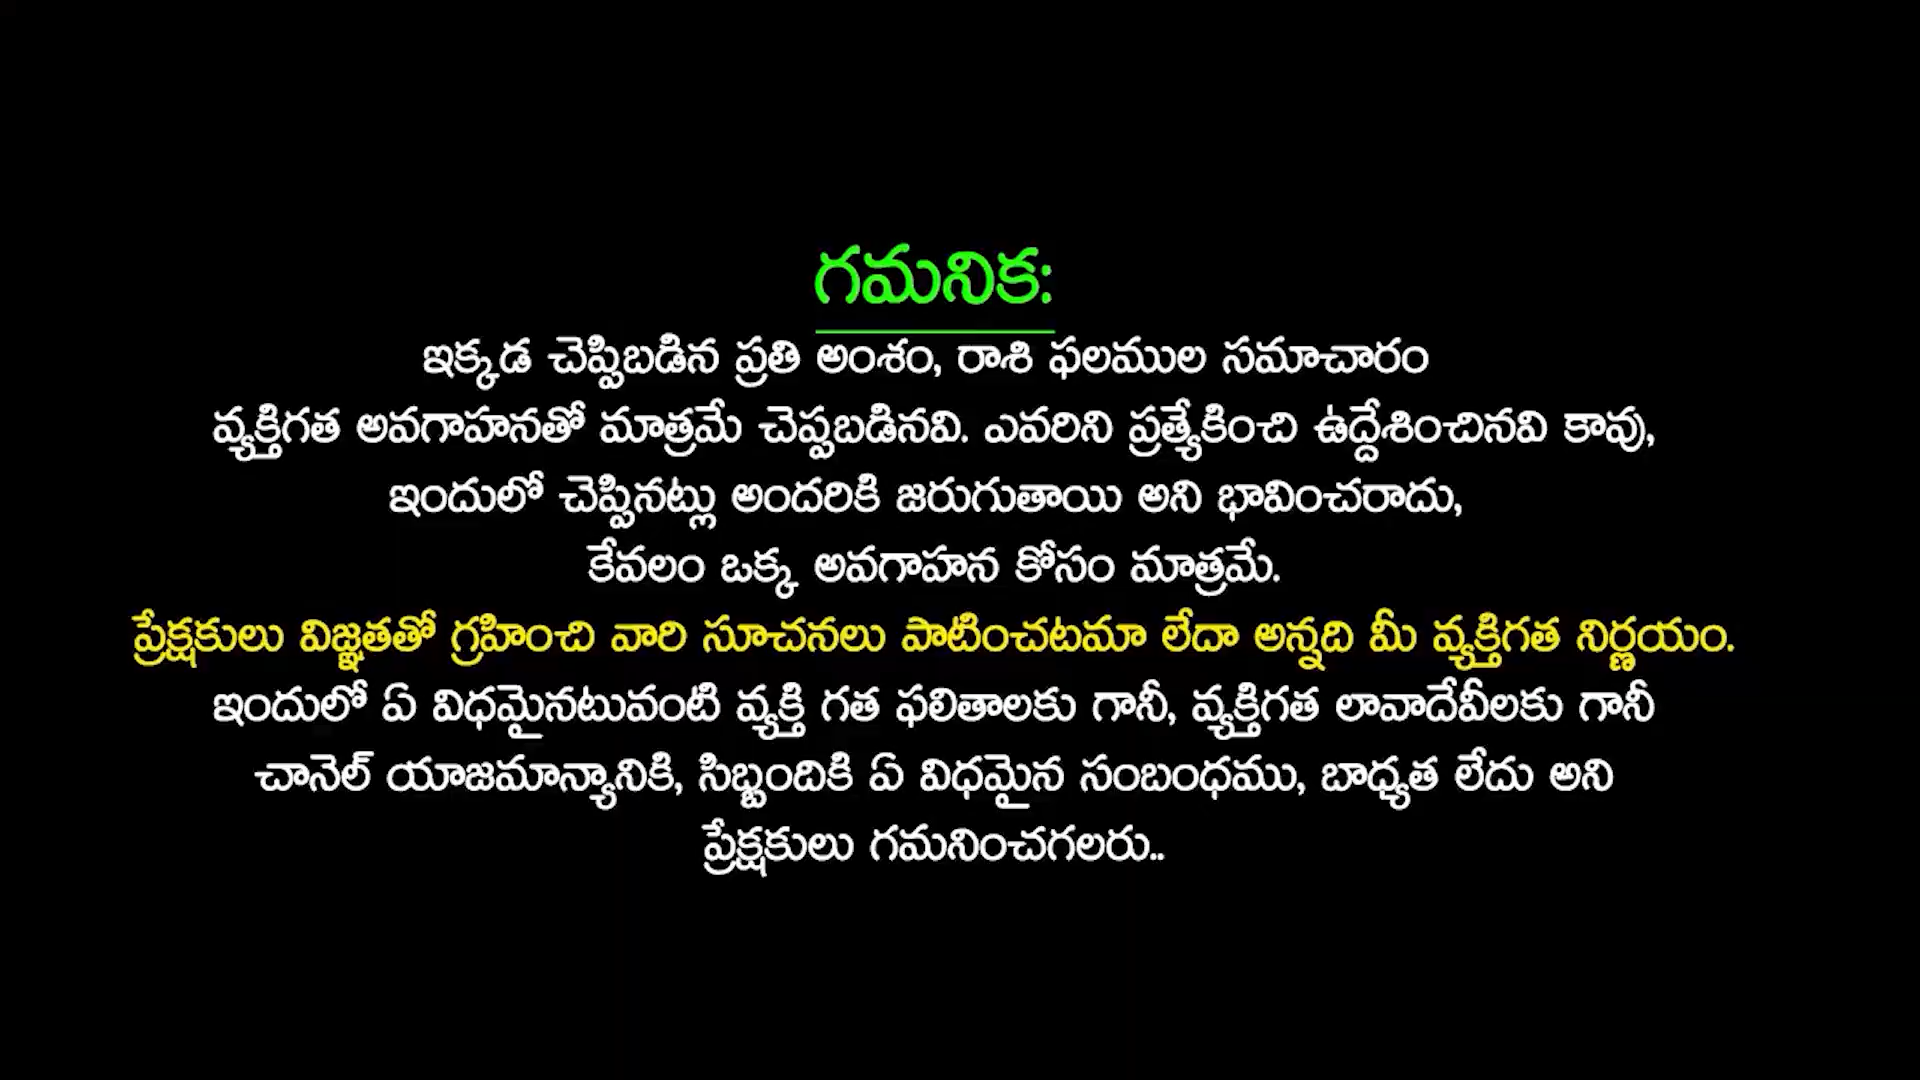 గమనిక:
ఇక్కడ చెప్పిబడిన ప్రతి అంశం, రాశి ఫలముల సమాచారం
వ్యక్తిగత అవగాహనతో మాత్రమే చెప్పబడినవి. ఎవరిని ప్రత్యేకించి ఉద్దేశించినవి కావు,
ఇందులో చెప్పినట్లు అందరికి జరుగుతాయి అని భావించరాదు,
కేవలం ఒక్క అవగాహన కోసం మాత్రమే.
ప్రేక్షకులు విజ్ఞతతో గ్రహించి వారి సూచనలు పాటించటమా లేదా అన్నది మీ వ్యక్తిగత నిర్ణయం.
ఇందులో ఏ విధమైనటువంటి వ్యక్తి గత ఫలితాలకు గానీ, వ్యక్తిగత లావాదేవీలకు గానీ
చానెల్ యాజమాన్యానికి, సిబ్బందికి ఏ విధమైన సంబంధము, బాధ్యత లేదు అని
ప్రేక్షకులు గమనించగలరు..